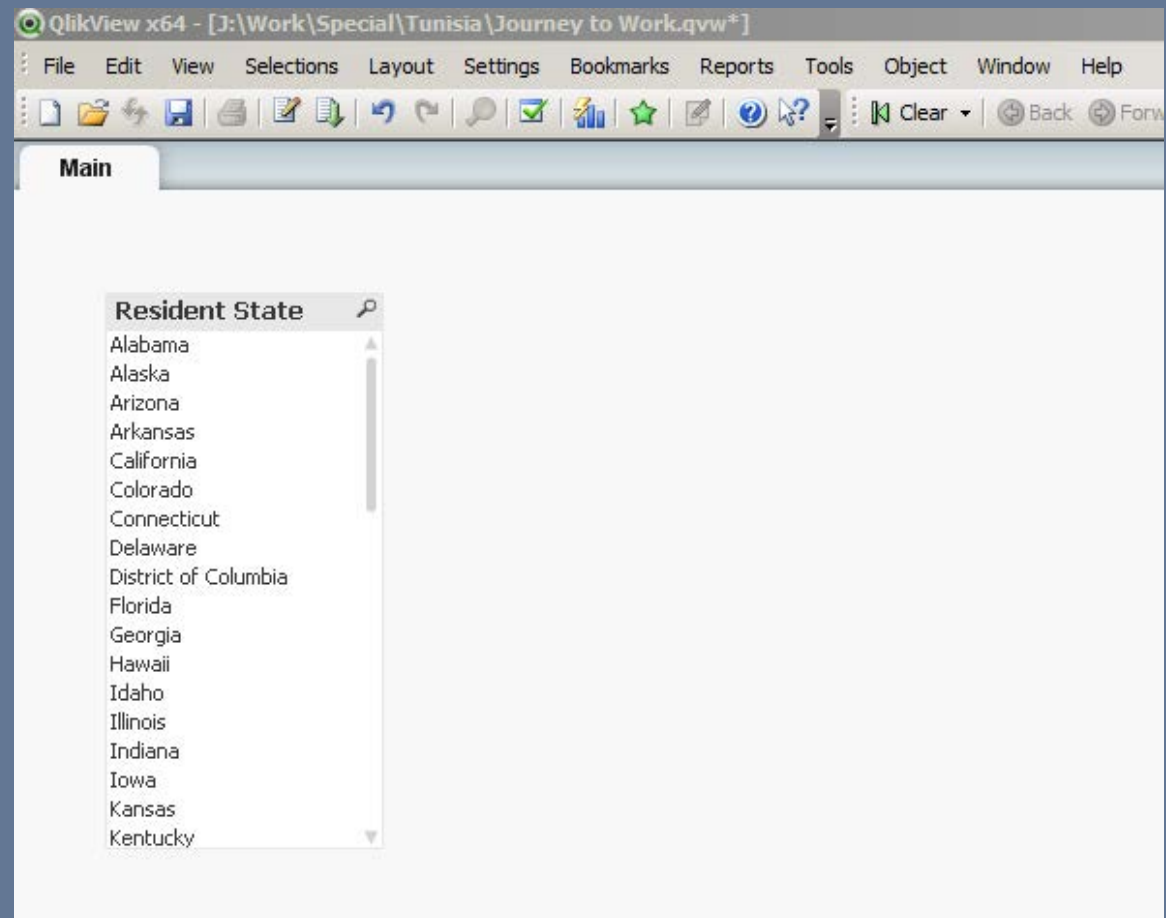 QlikView x64 - [J:\Work\Special\Tunisia\Journey to Work.qvw*]
File Edit View Selections Layout Settings Bookmarks Reports Tools Object Window Help
Clear Back Forw
Main
Resident State
Alabama
Alaska
Arizona
Arkansas
California
Colorado
Connecticut
Delaware
District of Columbia
Florida
Georgia
Hawaii
Idaho
Illinois
Indiana
Iowa
Kansas
Kentucky